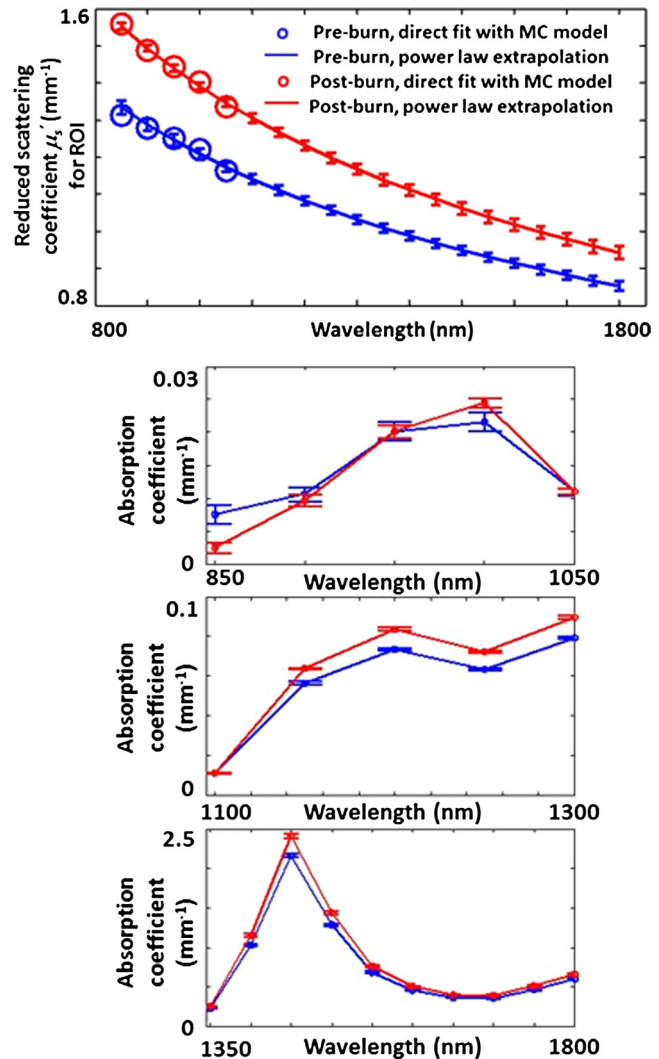 1.6
Pre-burn, direct fit with MC model
Pre-burn, power law extrapolation
Post-burn, direct fit with MC model
Post-burn, power law extrapolation
Reduced scattering
coefficient μs′ (mm-1)
for ROI
0.8
800
Wavelength (nm)
1800
0.03
Absorption
coefficient
(mm-1)
0
850
Wavelength (nm)
1050
0.1
Absorption
coefficient
(mm-1)
0
1100
Wavelength (nm)
1300
2.5
Absorption
coefficient
(mm-1)
0
1350
Wavelength (nm)
1800